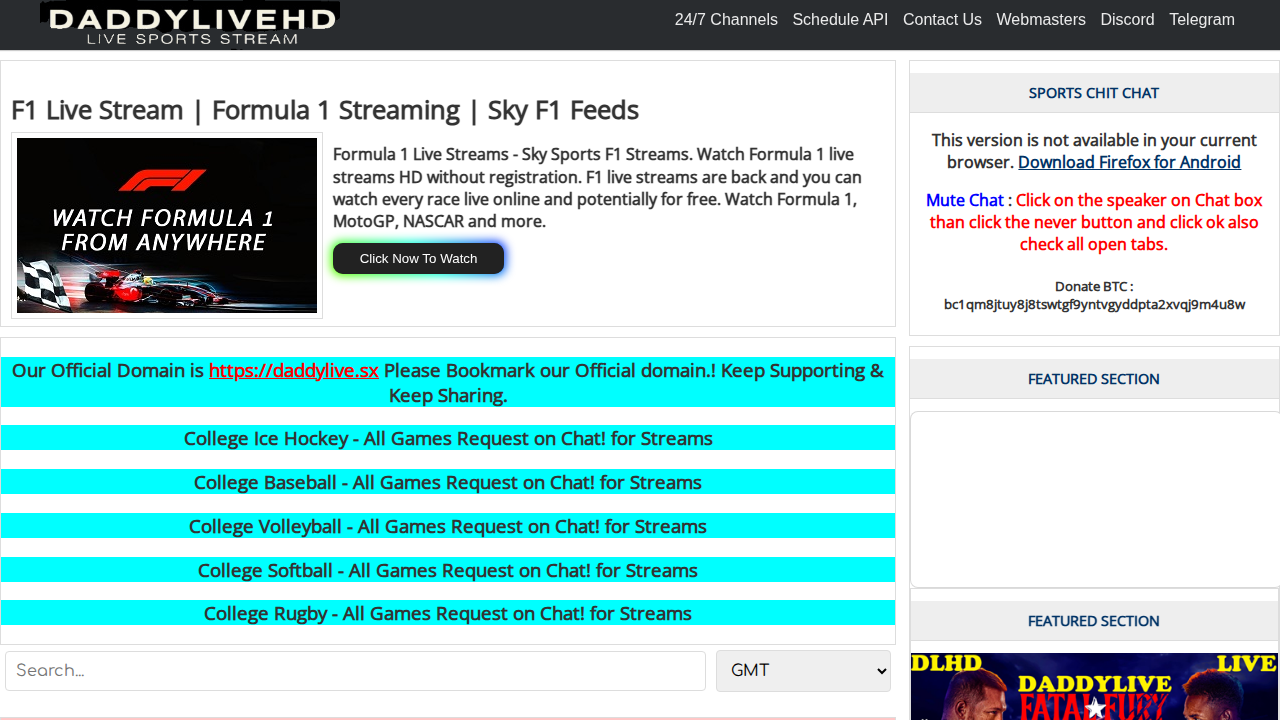 DADDYLIVEHD
LIVE SPORTS STREAM
24/7 Channels Schedule API Contact Us Webmasters Discord Telegram
F1 Live Stream | Formula 1 Streaming | Sky F1 Feeds
WATCH FORMULA 1
FROM ANYWHERE
Formula 1 Live Streams - Sky Sports F1 Streams. Watch Formula 1 live
streams HD without registration. F1 live streams are back and you can
watch every race live online and potentially for free. Watch Formula 1,
MotoGP, NASCAR and more.
Click Now To Watch
Our Official Domain is https://daddylive.sx Please Bookmark our Official domain.! Keep Supporting &
Keep Sharing.
College Ice Hockey - All Games Request on Chat! for Streams
College Baseball - All Games Request on Chat! for Streams
College Volleyball - All Games Request on Chat! for Streams
College Softball - All Games Request on Chat! for Streams
College Rugby - All Games Request on Chat! for Streams
Search...
GMT
SPORTS CHIT CHAT
This version is not available in your current
browser. Download Firefox for Android
Mute Chat : Click on the speaker on Chat box
than click the never button and click ok also
check all open tabs.
Donate BTC :
bc1qm8jtuy8j8tswtgf9yntvgyddpta2xvqj9m4u8w
FEATURED SECTION
FEATURED SECTION
DLHD
LIVE
DADDYLIVE
FATAL FURY